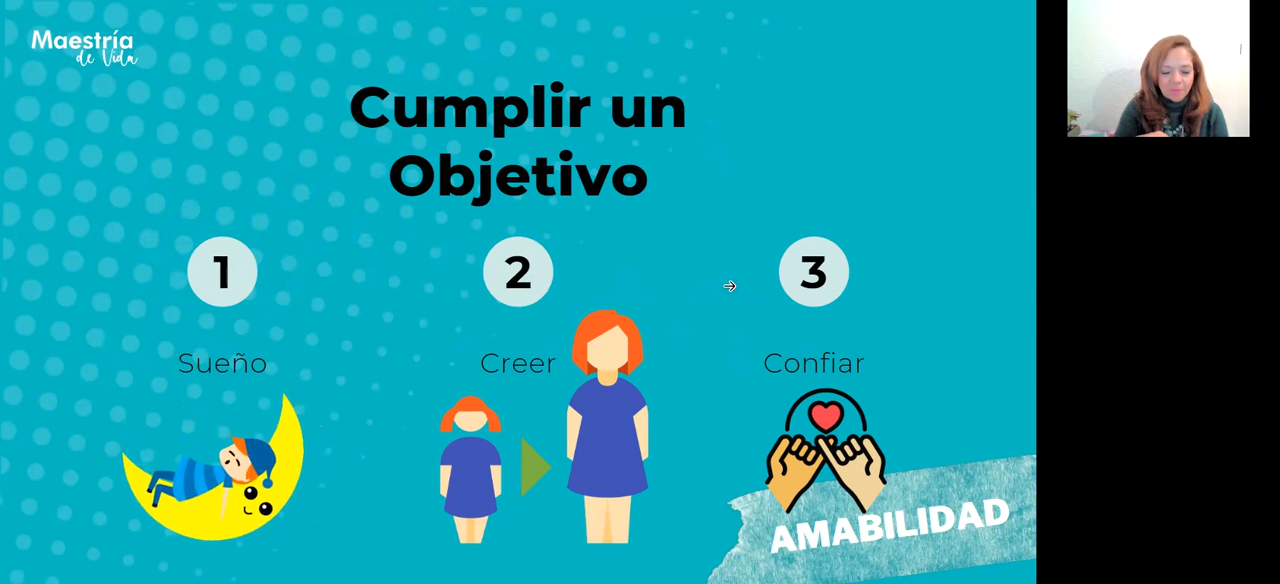 Maestría
de Vida
Cumplir un
Objetivo
1
2
3
Sueño
Creer
Confiar
AMABILIDAD